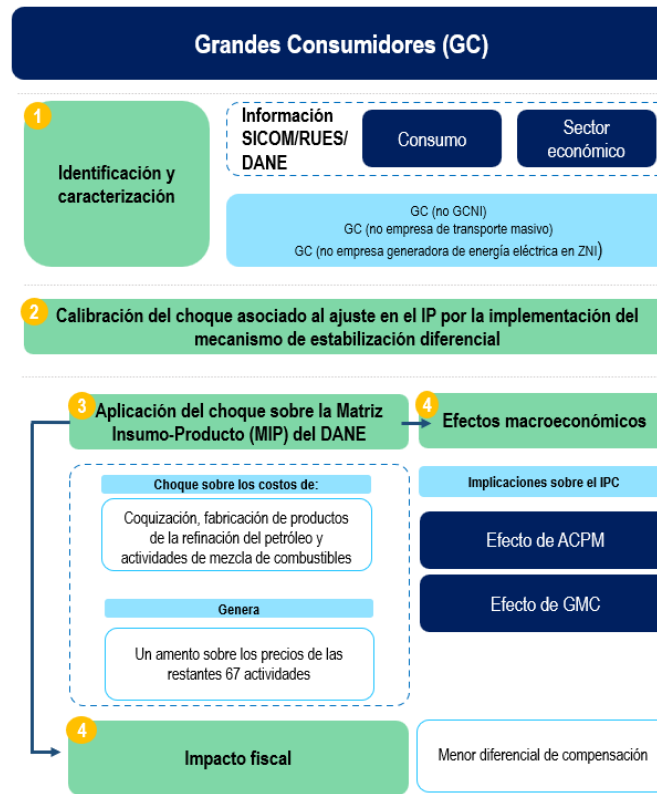 Grandes Consumidores (GC)
1
Identificación y
caracterización
Información
SICOM/RUES/
DANE
Consumo
Sector
económico
GC (no GCNI)
GC (no empresa de transporte masivo)
GC (no empresa generadora de energía eléctrica en ZNI)
2
Calibración del choque asociado al ajuste en el IP por la implementación del
mecanismo de estabilización diferencial
3
Aplicación del choque sobre la Matriz
Insumo-Producto (MIP) del DANE
Choque sobre los costos de:
Coquización, fabricación de productos
de la refinación del petróleo y
actividades de mezcla de combustibles
Genera
Un amento sobre los precios de las
restantes 67 actividades
4
Efectos macroeconómicos
Implicaciones sobre el IPC
Efecto de ACPM
Efecto de GMC
4
Impacto fiscal
Menor diferencial de compensación